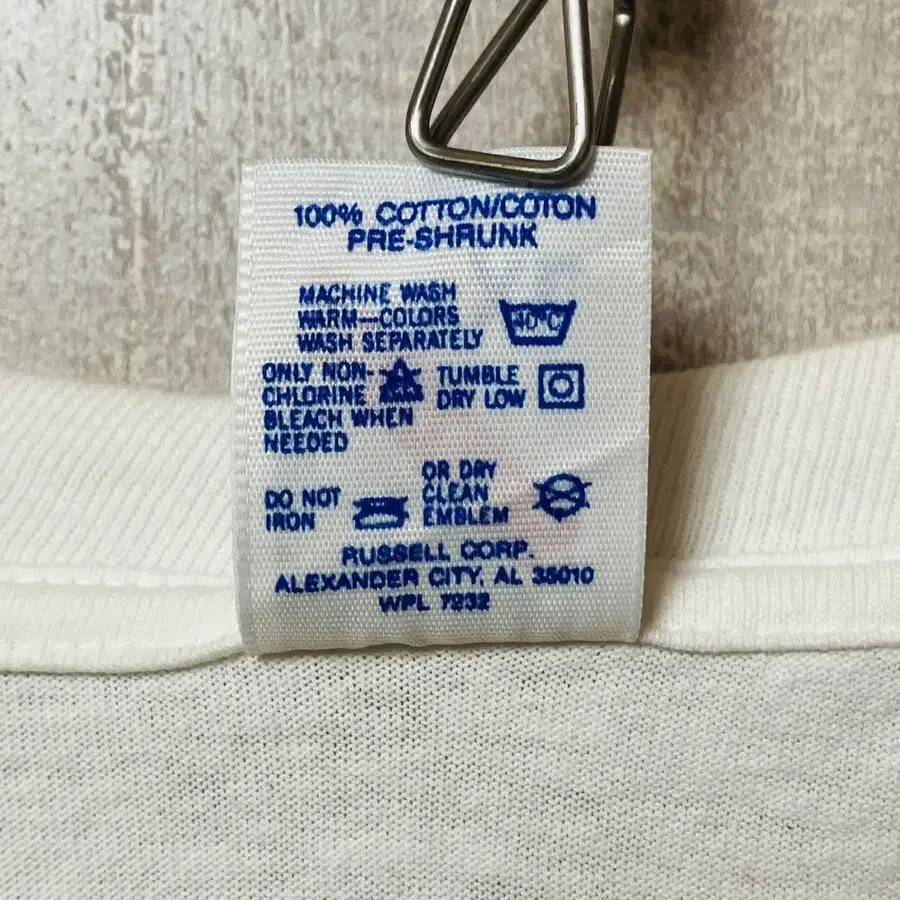 100% COTTON/COTON
PRE-SHRUNK
MACHINE WASH
WARM—COLORS
WASH SEPARATELY
40°C
ONLY NON-
CHLORINE
BLEACH WHEN
NEEDED
TUMBLE
DRY LOW
DO NOT
IRON
OR DRY
CLEAN
EMBLEM
RUSSELL CORP.
ALEXANDER CITY, AL 35010
WPL 7232